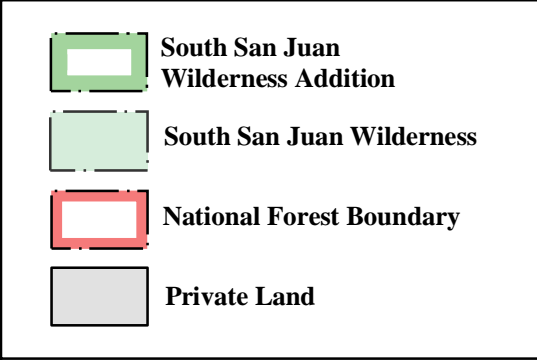 South San Juan
Wilderness Addition
South San Juan Wilderness
National Forest Boundary
Private Land